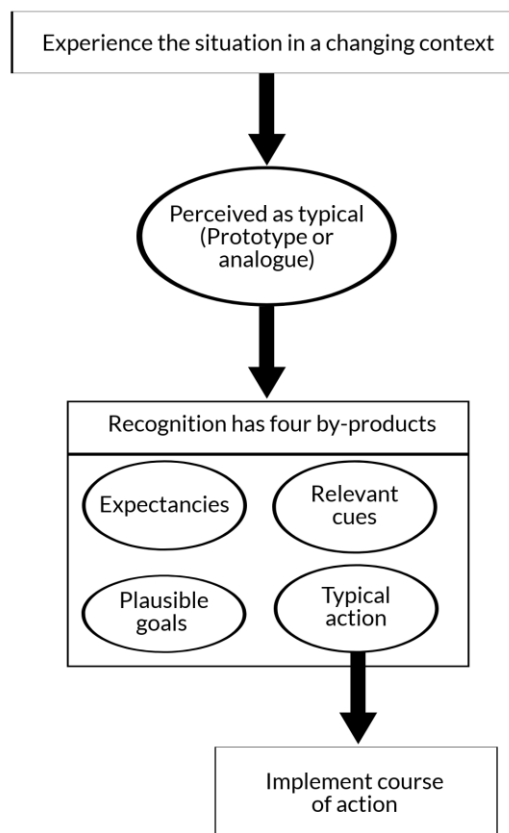 Experience the situation in a changing context
Perceived as typical
(Prototype or
analogue)
Recognition has four by-products
Expectancies
Relevant
cues
Plausible
goals
Typical
action
Implement course
of action